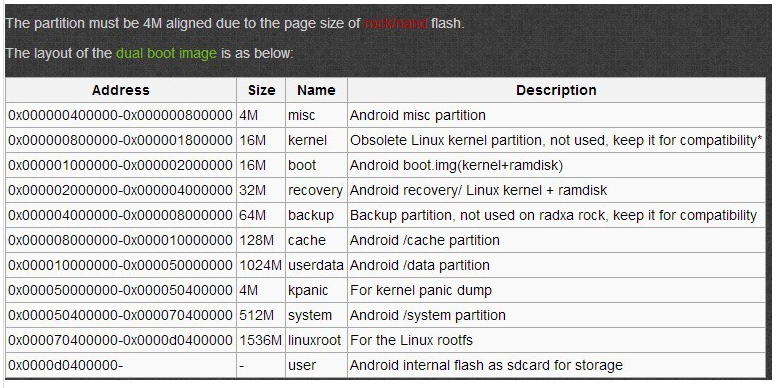 The partition must be 4M aligned due to the page size of rock/nand flash.
The layout of the dual boot image is as below:
Address Size Name Description
0x000000400000-0x000000800000 4M misc Android misc partition
0x000000800000-0x000001800000 16M kernel Obsolete Linux kernel partition, not used, keep it for compatibility*
0x000001000000-0x000002000000 16M boot Android boot.img(kernel+ramdisk)
0x000002000000-0x000004000000 32M recovery Android recovery/ Linux kernel + ramdisk
0x000004000000-0x000008000000 64M backup Backup partition, not used on radxa rock, keep it for compatibility
0x000008000000-0x000010000000 128M cache Android /cache partition
0x000010000000-0x000050000000 1024M userdata Android /data partition
0x000050000000-0x000050400000 4M kpanic For kernel panic dump
0x000050400000-0x000070400000 512M system Android /system partition
0x000070400000-0x0000d0400000 1536M linuxroot For the Linux rootfs
0x0000d0400000- - user Android internal flash as sdcard for storage